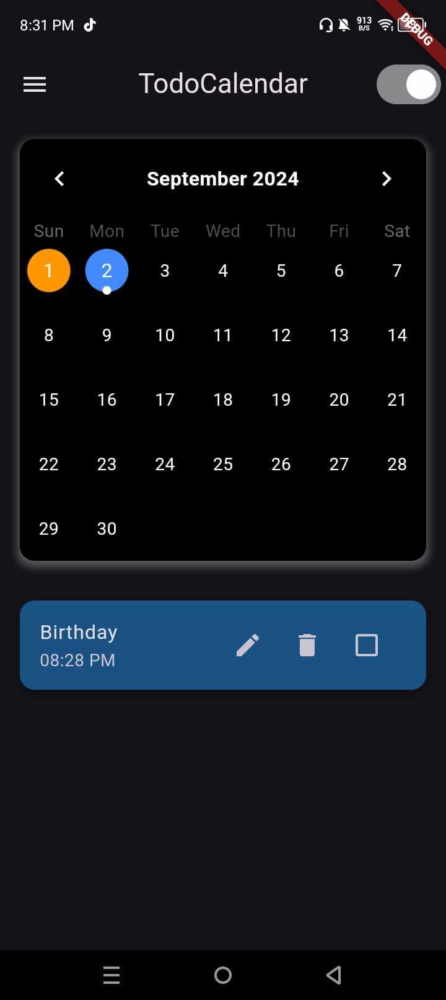 8:31 PM 913
B/S
DEBUG
TodoCalendar
September 2024
Sun Mon Tue Wed Thu Fri Sat
1 2 3 4 5 6 7
8 9 10 11 12 13 14
15 16 17 18 19 20 21
22 23 24 25 26 27 28
29 30
Birthday
08:28 PM